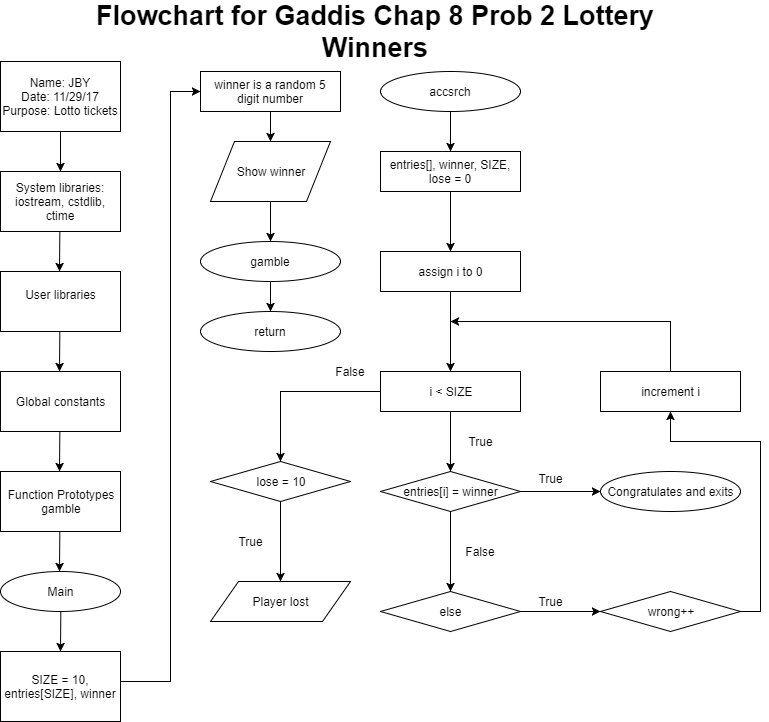 Flowchart for Gaddis Chap 8 Prob 2 Lottery
Winners
Name: JBY
Date: 11/29/17
Purpose: Lotto tickets
System libraries:
iostream, cstdlib,
ctime
User libraries
Global constants
Function Prototypes
gamble
Main
SIZE = 10,
entries[SIZE], winner
winner is a random 5
digit number
Show winner
gamble
return
accsrch
entries[], winner, SIZE,
lose = 0
assign i to 0
i < SIZE
increment i
False
True
lose = 10
entries[i] = winner
True
Congratulates and exits
True
False
Player lost
else
True
wrong++